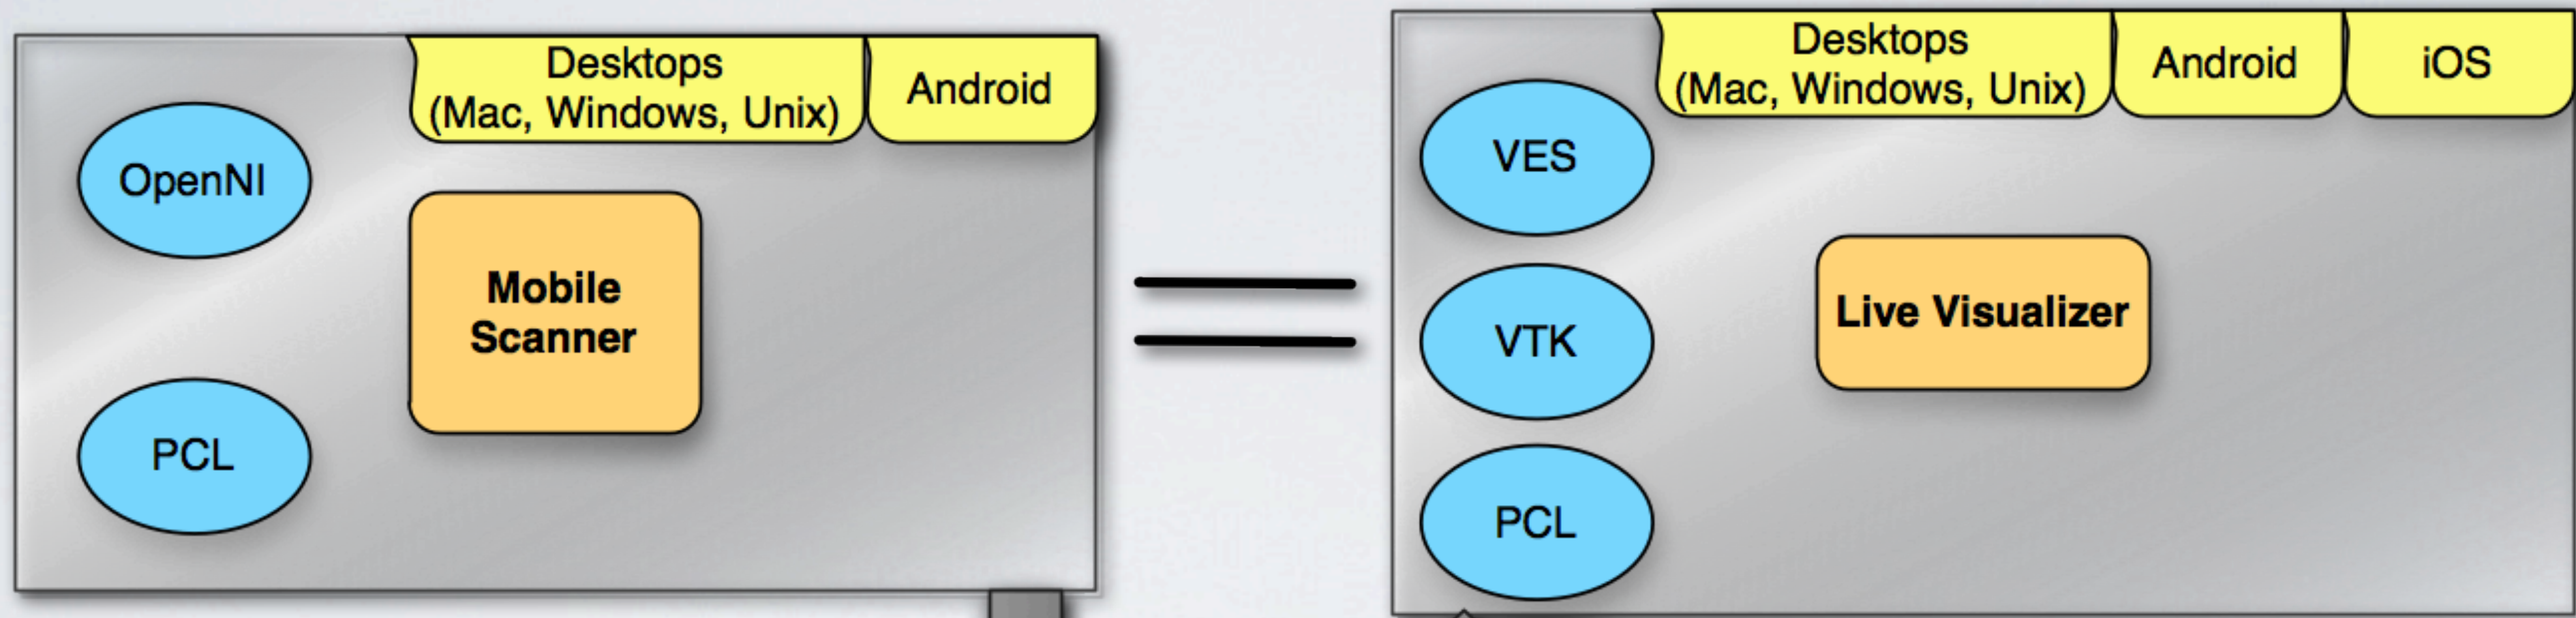 Desktops
(Mac, Windows, Unix)
Android
OpenNI
Mobile
Scanner
PCL
Desktops
(Mac, Windows, Unix)
Android
iOS
VES
VTK
Live Visualizer
PCL